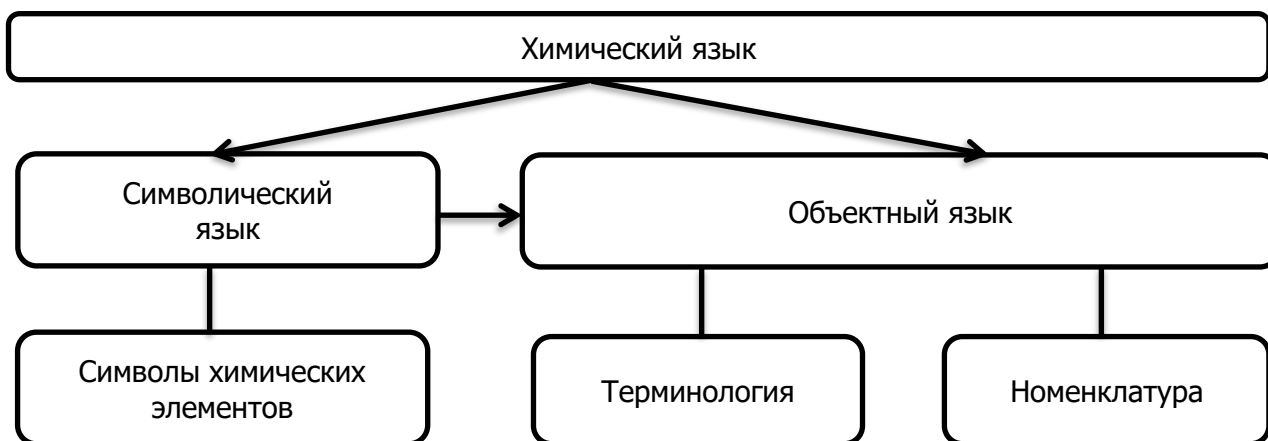 Химический язык
Символический
язык
Объектный язык
Символы химических
элементов
Терминология
Номенклатура